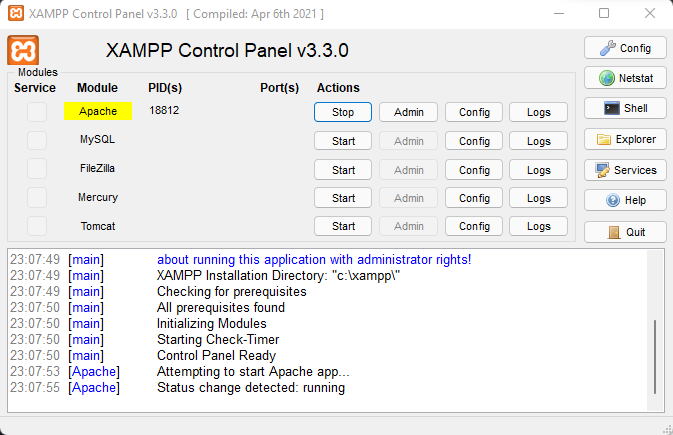 XAMPP Control Panel v3.3.0 [ Compiled: Apr 6th 2021 ]
XAMPP Control Panel v3.3.0
Config
Modules
Service Module PID(s) Port(s) Actions
Netstat
Apache 18812 Stop Admin Config Logs
Shell
MySQL Start Admin Config Logs
Explorer
FileZilla Start Admin Config Logs
Services
Mercury Start Admin Config Logs
Help
Tomcat Start Admin Config Logs
Quit
23:07:49 [main] about running this application with administrator rights!
23:07:49 [main] XAMPP Installation Directory: "c:\xampp\"
23:07:49 [main] Checking for prerequisites
23:07:50 [main] All prerequisites found
23:07:50 [main] Initializing Modules
23:07:50 [main] Starting Check-Timer
23:07:50 [main] Control Panel Ready
23:07:53 [Apache] Attempting to start Apache app...
23:07:55 [Apache] Status change detected: running